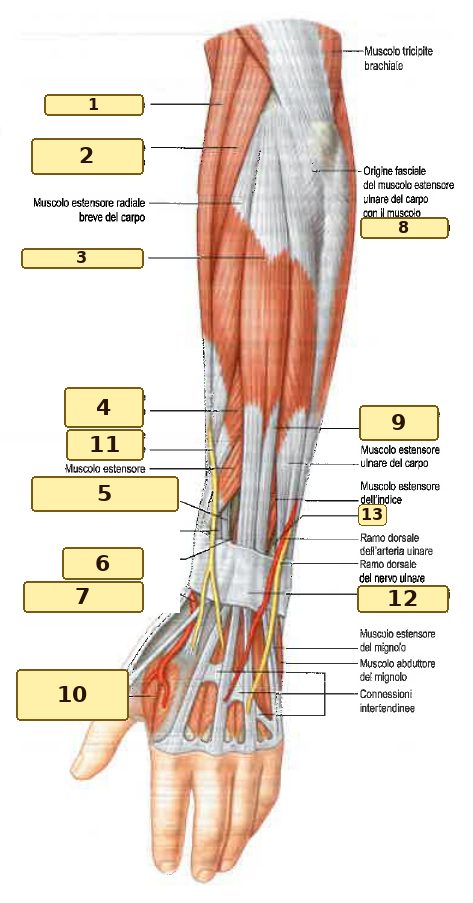 Muscolo tricipite
brachiale
1
2
Origine fasciale
del muscolo estensore
ulnare del carpo
con il muscolo
8
Muscolo estensore radiale
breve del carpo
3
4
9
11
Muscolo estensore
ulnare del carpo
Muscolo estensore
5
Muscolo estensore
dell'indice
13
Ramo dorsale
dell'arteria uinare
Ramo dorsale
del nervo ulnare
6
7
12
Muscolo estensore
del mignolo
Muscolo abduttore
del mignolo
10
Connessioni
intertendinee